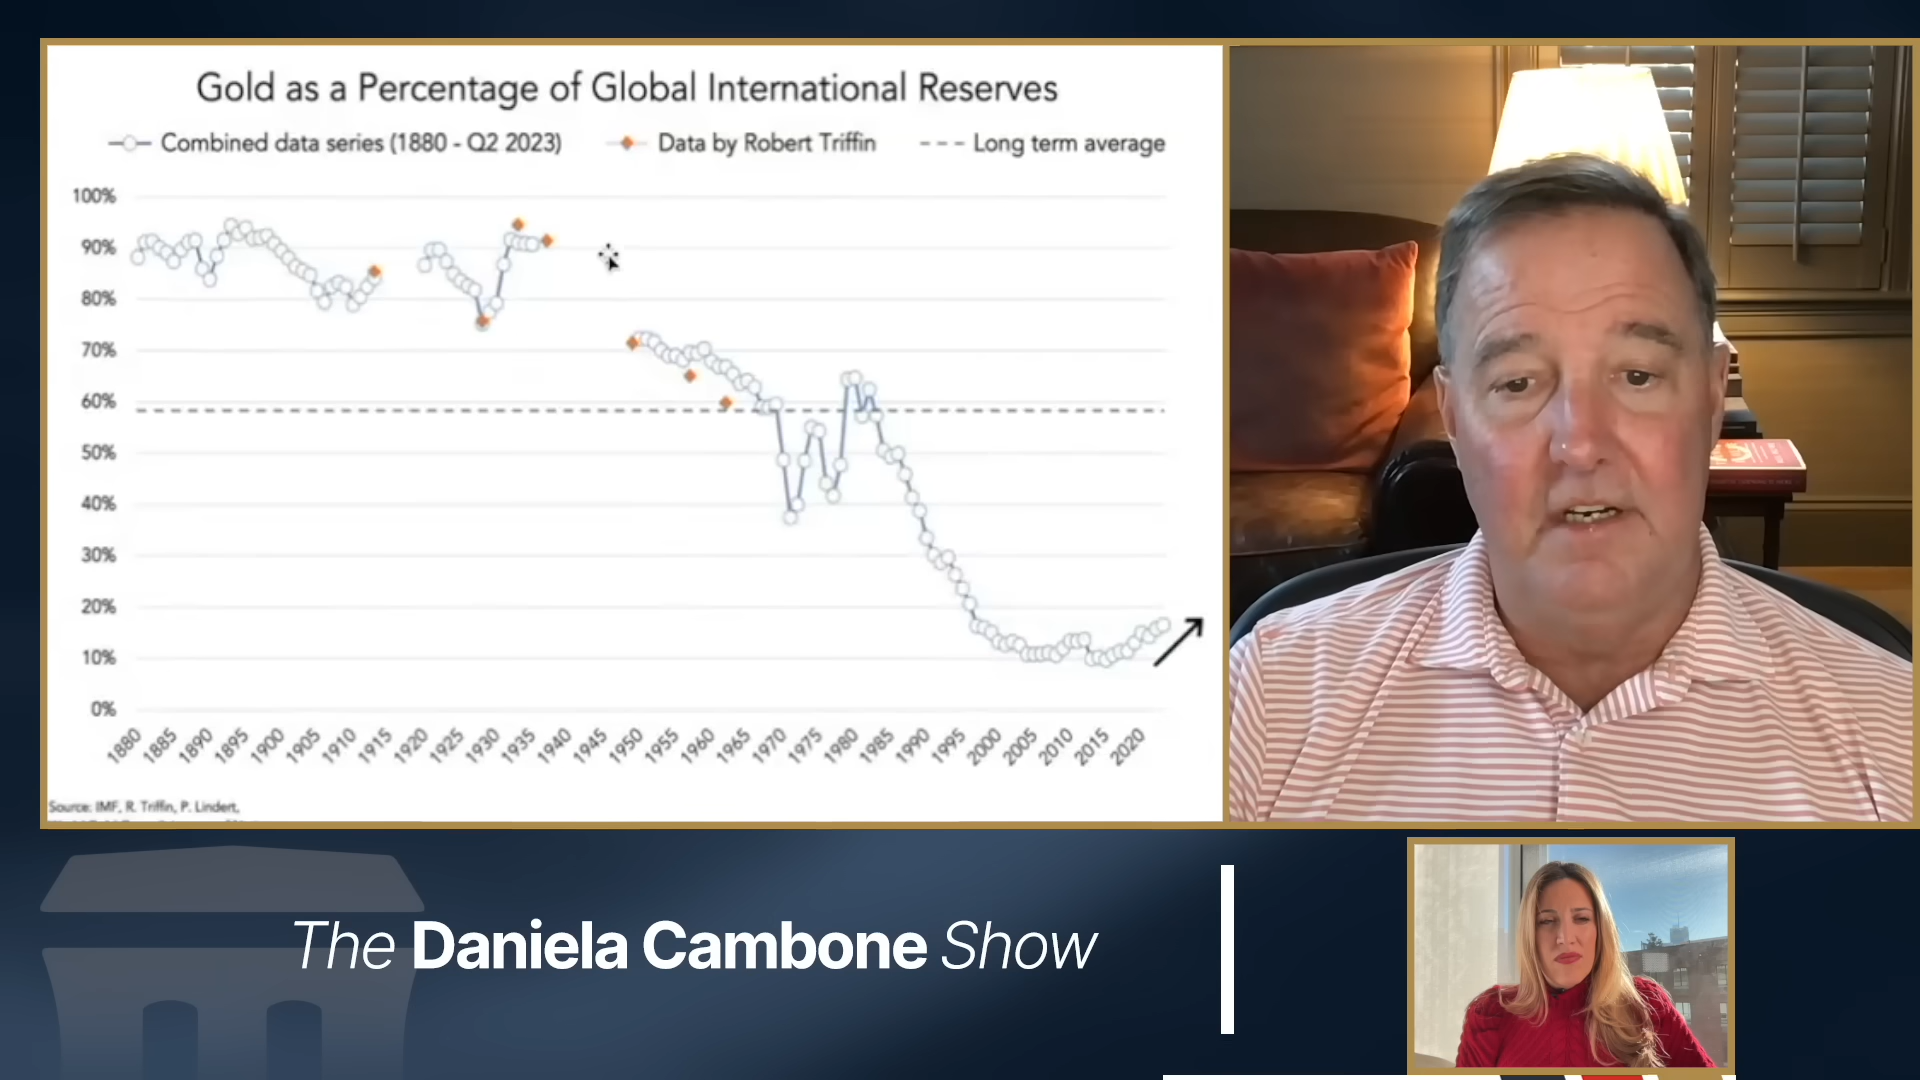 Gold as a Percentage of Global International Reserves
Combined data series (1880 - Q2 2023) Data by Robert Triffin Long term average
100%
90%
80%
70%
60%
50%
40%
30%
20%
10%
0%
1880 1885 1890 1895 1900 1905 1910 1915 1920 1925 1930 1935 1940 1945 1950 1955 1960 1965 1970 1975 1980 1985 1990 1995 2000 2005 2010 2015 2020
Source: IMF, R. Triffin, P. Lindert,
The Daniela Cambone Show